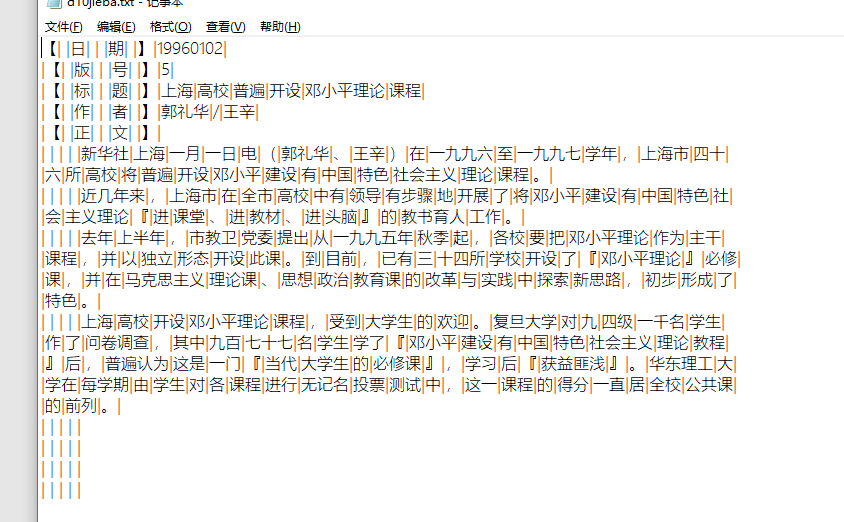 d10jieba.txt - 记事本
文件(F) 编辑(E) 格式(O) 查看(V) 帮助(H)
【| |日| | |期| |】|19960102|
|【| |版| | |号| |】|5|
|【| |标| | |题| |】|上海|高校|普遍|开设|邓小平理论|课程|
|【| |作| | |者| |】|郭礼华|/|王辛|
|【| |正| | |文| |】|
| | | | |新华社|上海|一月|一日|电|（|郭礼华|、|王辛|）|在|一九九六|至|一九九七|学年|，|上海市|四十|
|六|所|高校|将|普遍|开设|邓小平|建设|有|中国|特色|社会主义|理论|课程|。|
| | | | |近几年来|，|上海市|在|全市|高校|中有|领导|有步骤|地|开展|了|将|邓小平|建设|有|中国|特色|社|
|会|主义理论|『|进|课堂|、|进|教材|、|进|头脑|』|的|教书育人|工作|。|
| | | | |去年|上半年|，|市教卫|党委|提出|从|一九九五年|秋季|起|，|各校|要|把|邓小平理论|作为|主干|
|课程|，|并|以|独立|形态|开设|此课|。|到|目前|，|已有|三|十四所|学校|开设|了|『|邓小平理论|』|必修
|课|，|并|在|马克思主义|理论课|、|思想|政治|教育课|的|改革|与|实践|中|探索|新思路|，|初步|形成|了|
|特色|。|
| | | | |上海|高校|开设|邓小平理论|课程|，|受到|大学生|的|欢迎|。|复旦大学|对|九|四级|一千名|学生|
|作|了|问卷调查|，|其中|九百|七十七|名|学生|学了|『|邓小平|建设|有|中国|特色|社会主义|理论|教程|
|』|后|，|普遍认为|这是|一门|『|当代|大学生|的|必修课|』|，|学习|后|『|获益匪浅|』|。|华东理工|大|
|学在|每学期|由|学生|对|各|课程|进行|无记名|投票|测试|中|，|这一|课程|的|得分|一直|居|全校|公共课
|的|前列|。|
| | | | |
| | | | |
| | | | |
| | | | |